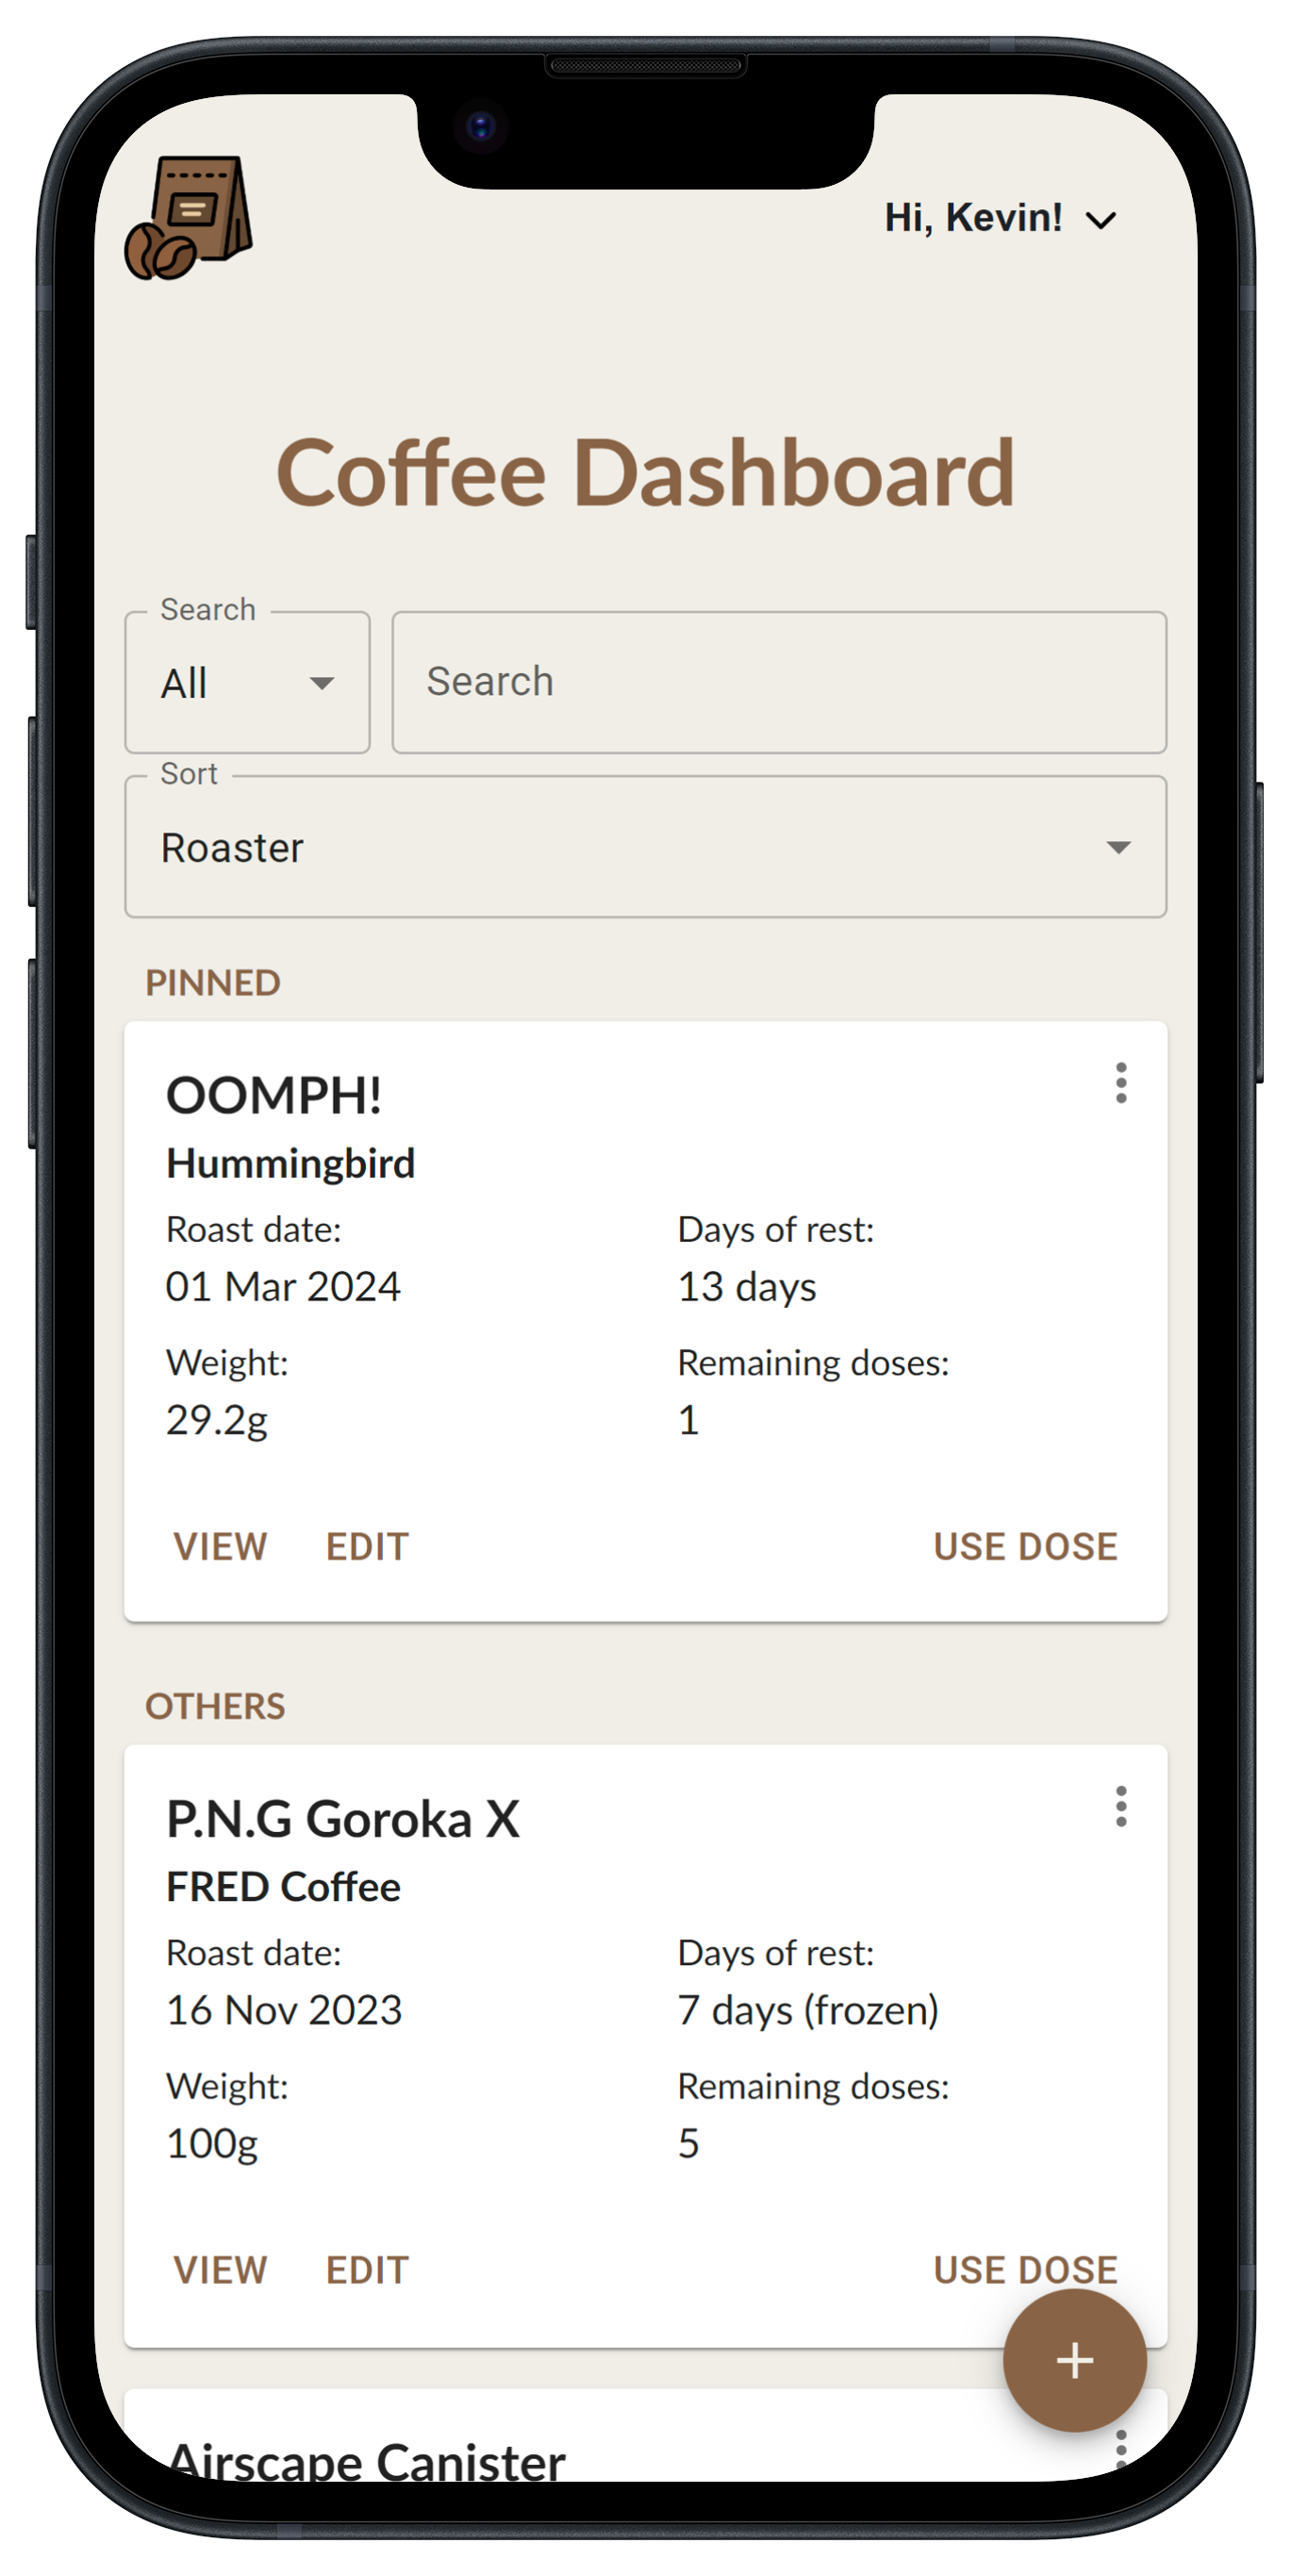 Hi, Kevin!
Coffee Dashboard
Search
All
Search
Sort
Roaster
PINNED
OOMPH!
Hummingbird
Roast date: Days of rest:
01 Mar 2024 13 days
Weight: Remaining doses:
29.2g 1
VIEW EDIT USE DOSE
OTHERS
P.N.G Goroka X
FRED Coffee
Roast date: Days of rest:
16 Nov 2023 7 days (frozen)
Weight: Remaining doses:
100g 5
VIEW EDIT USE DOSE
+
Airscape Canister